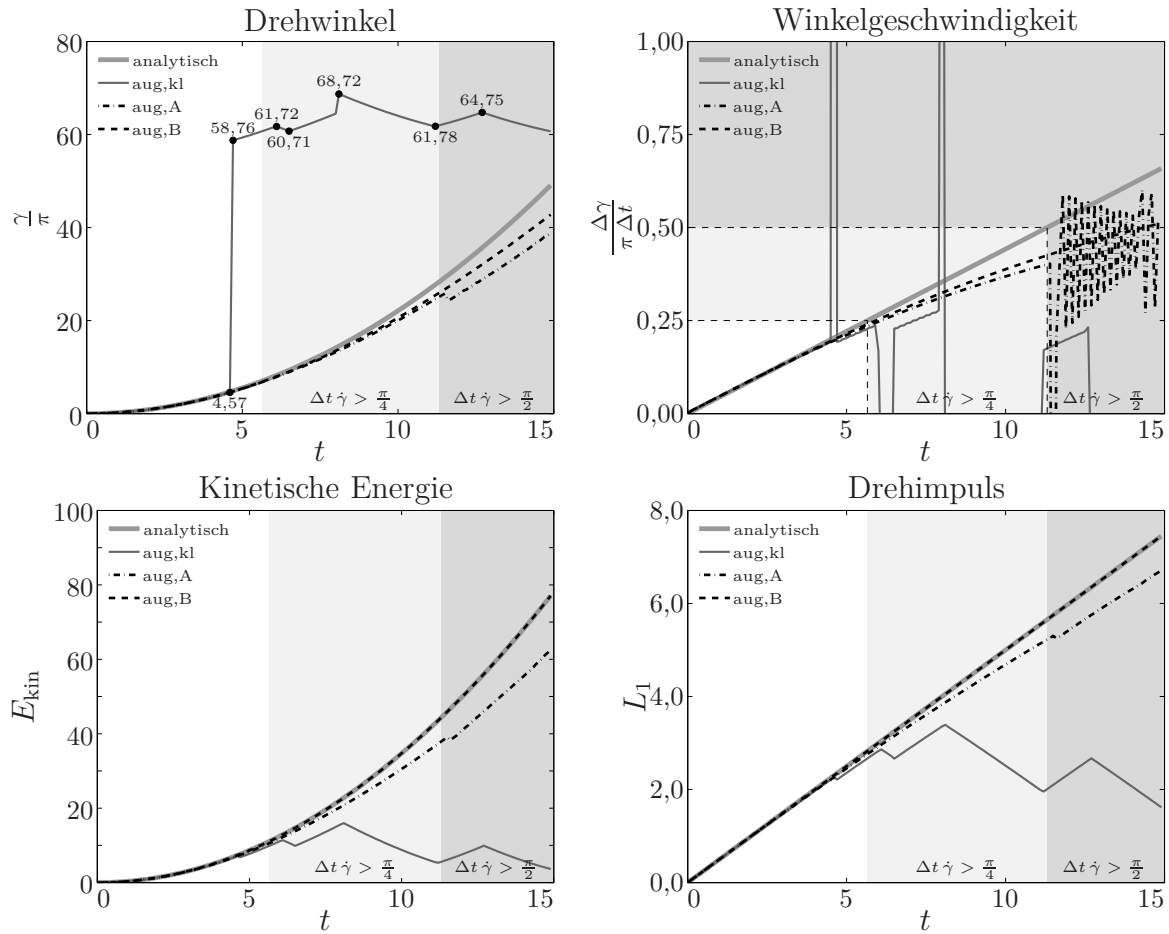 Drehwinkel
80
60
40
20
0
γ/π
analytisch
aug,kl
aug,A
aug,B
58,76
61,72
60,71
68,72
61,78
64,75
4,57
Δt γ̇ > π/4
Δt γ̇ > π/2
0
5
10
15
t
Winkelgeschwindigkeit
1,00
0,75
0,50
0,25
0,00
Δγ/π Δt
analytisch
aug,kl
aug,A
aug,B
Δt γ̇ > π/4
Δt γ̇ > π/2
0
5
10
15
t
Kinetische Energie
100
80
60
40
20
0
E_kin
analytisch
aug,kl
aug,A
aug,B
Δt γ̇ > π/4
Δt γ̇ > π/2
0
5
10
15
t
Drehimpuls
8,0
6,0
4,0
2,0
0,0
L₁
analytisch
aug,kl
aug,A
aug,B
Δt γ̇ > π/4
Δt γ̇ > π/2
0
5
10
15
t